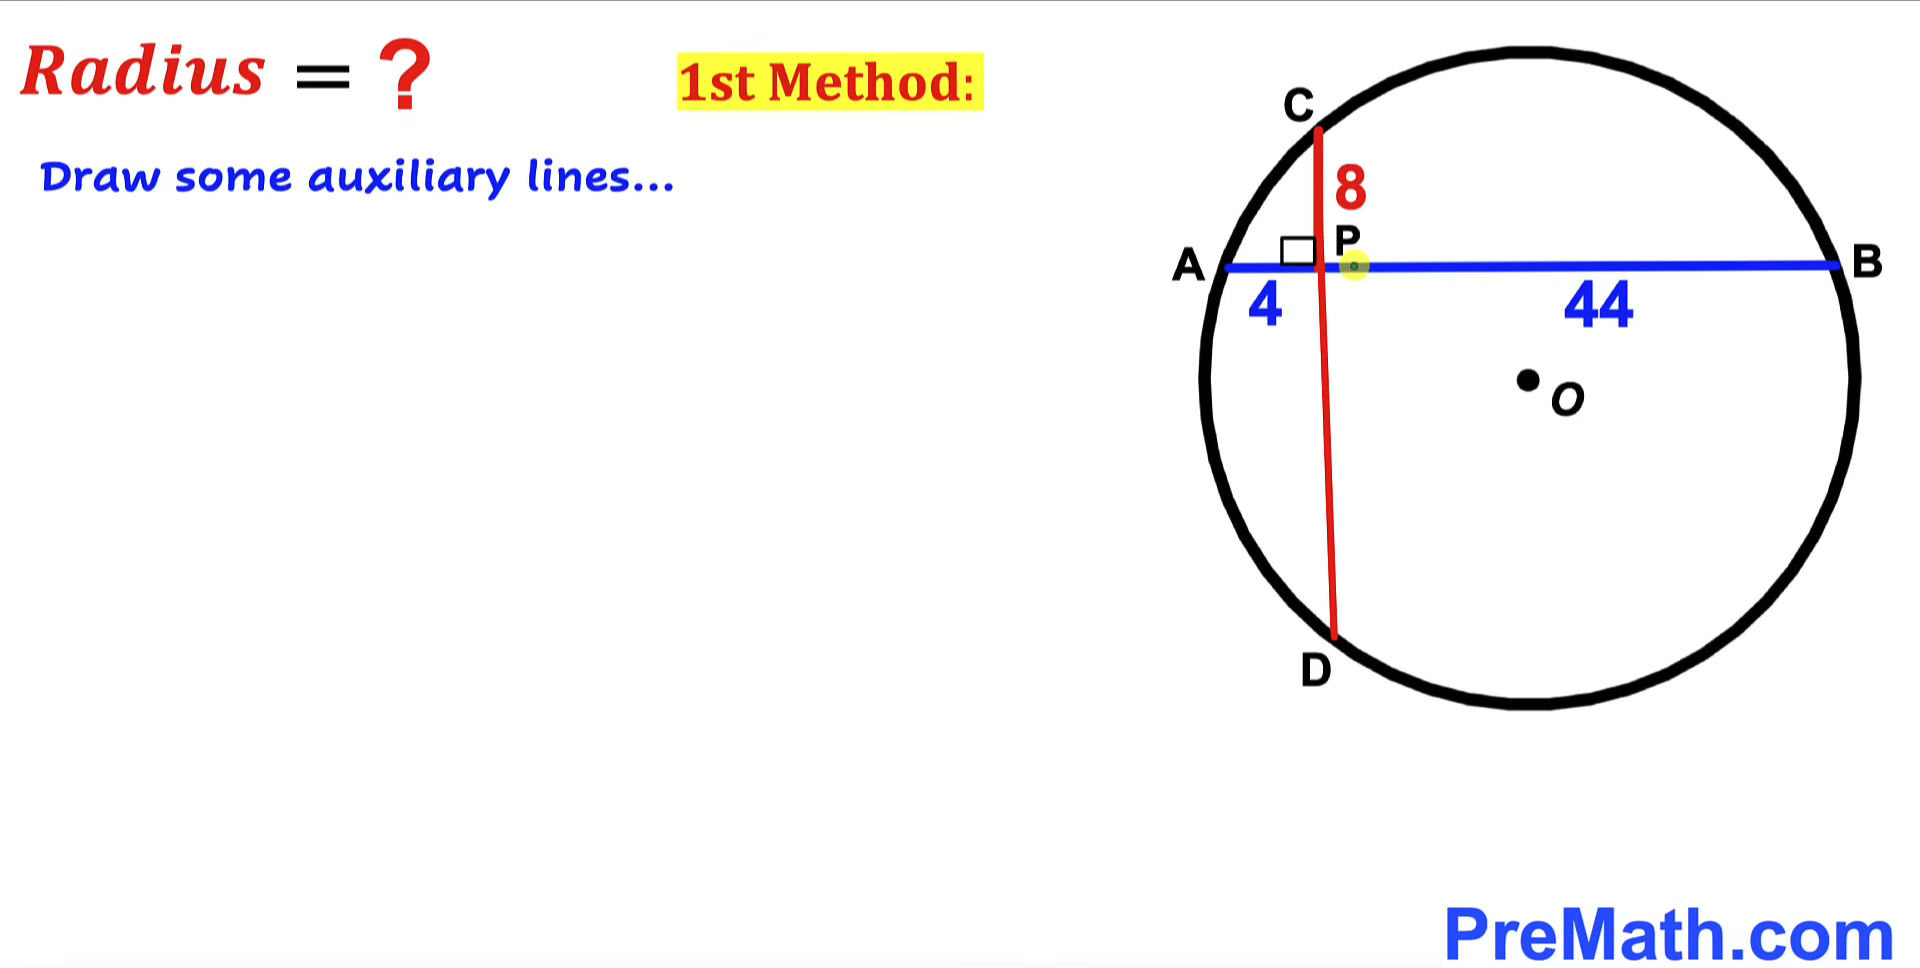 Radius = ?
1st Method:
Draw some auxiliary lines...
C
8
P
A
B
4
44
O
D
PreMath.com